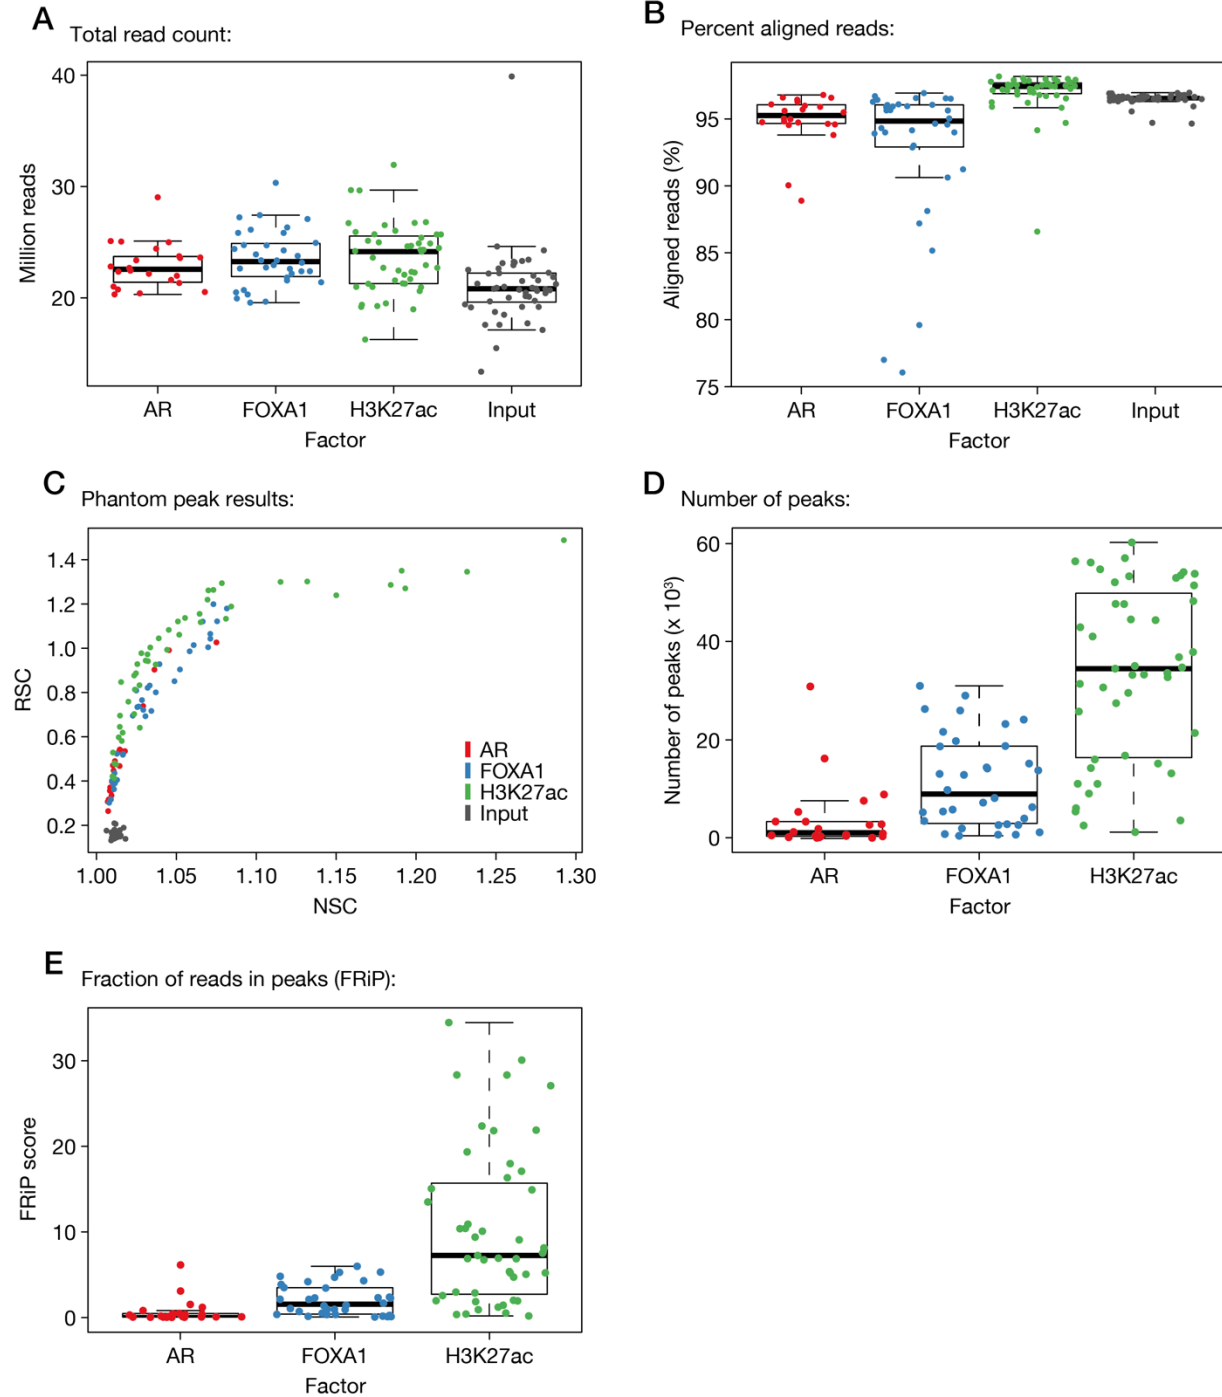 A
Total read count:
40
30
20
Million reads
AR
FOXA1
H3K27ac
Input
Factor
B
Percent aligned reads:
95
90
85
80
75
Aligned reads (%)
AR
FOXA1
H3K27ac
Input
Factor
C
Phantom peak results:
1.4
1.2
1.0
0.8
0.6
0.4
0.2
RSC
AR
FOXA1
H3K27ac
Input
1.00
1.05
1.10
1.15
1.20
1.25
1.30
NSC
D
Number of peaks:
60
40
20
0
Number of peaks (x 10³)
AR
FOXA1
H3K27ac
Factor
E
Fraction of reads in peaks (FRiP):
30
20
10
0
FRiP score
AR
FOXA1
H3K27ac
Factor